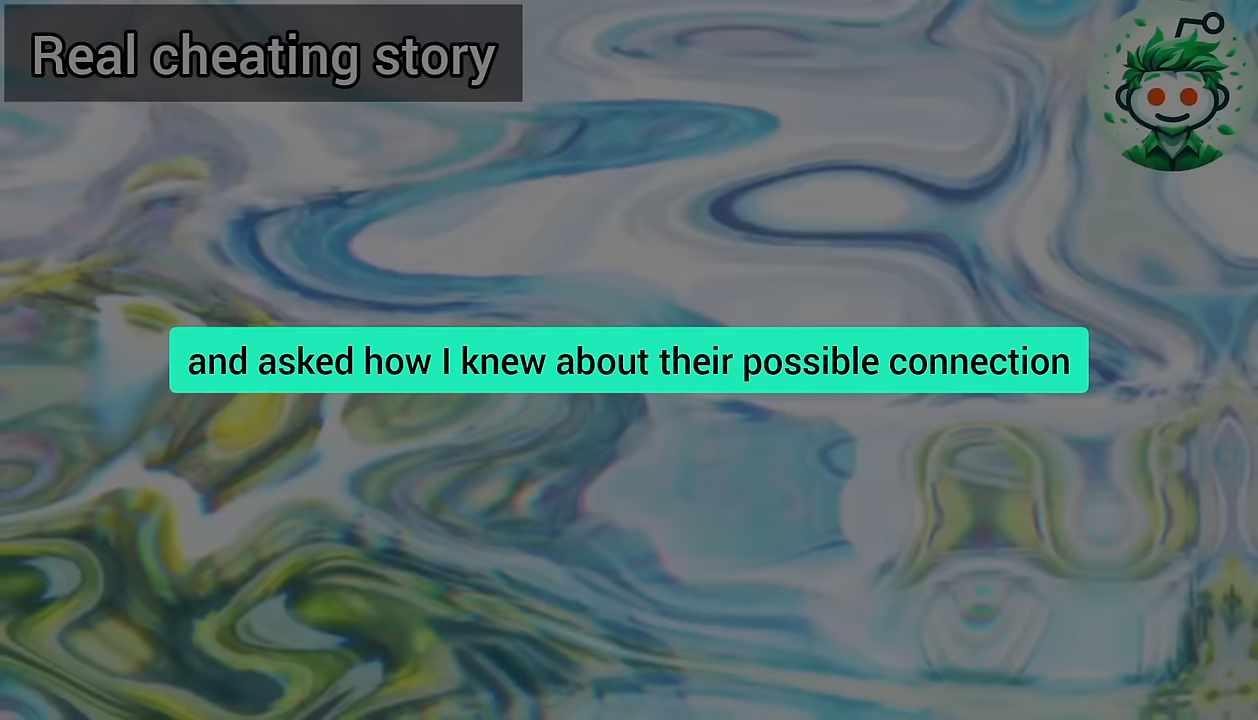 Real cheating story
and asked how I knew about their possible connection